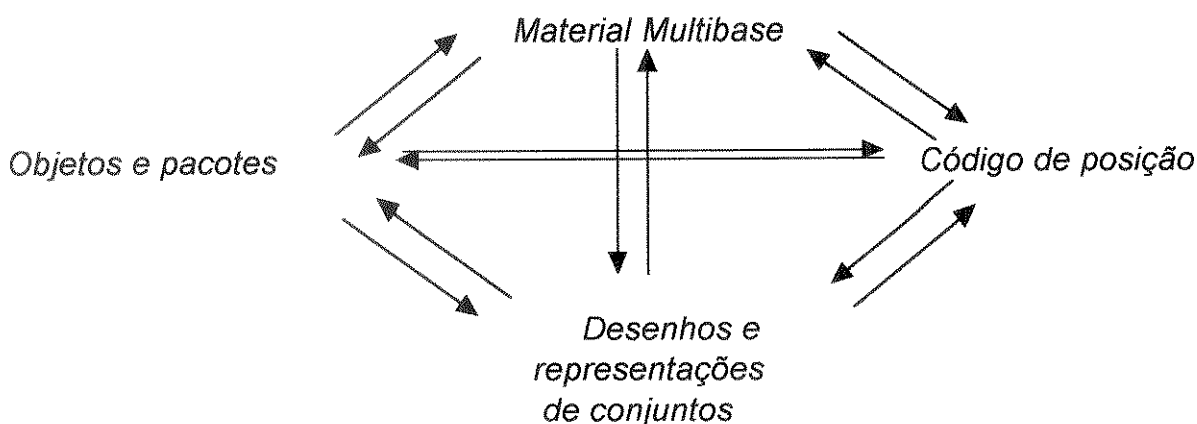 Material Multibase
Objetos e pacotes
Código de posição
Desenhos e
representações
de conjuntos